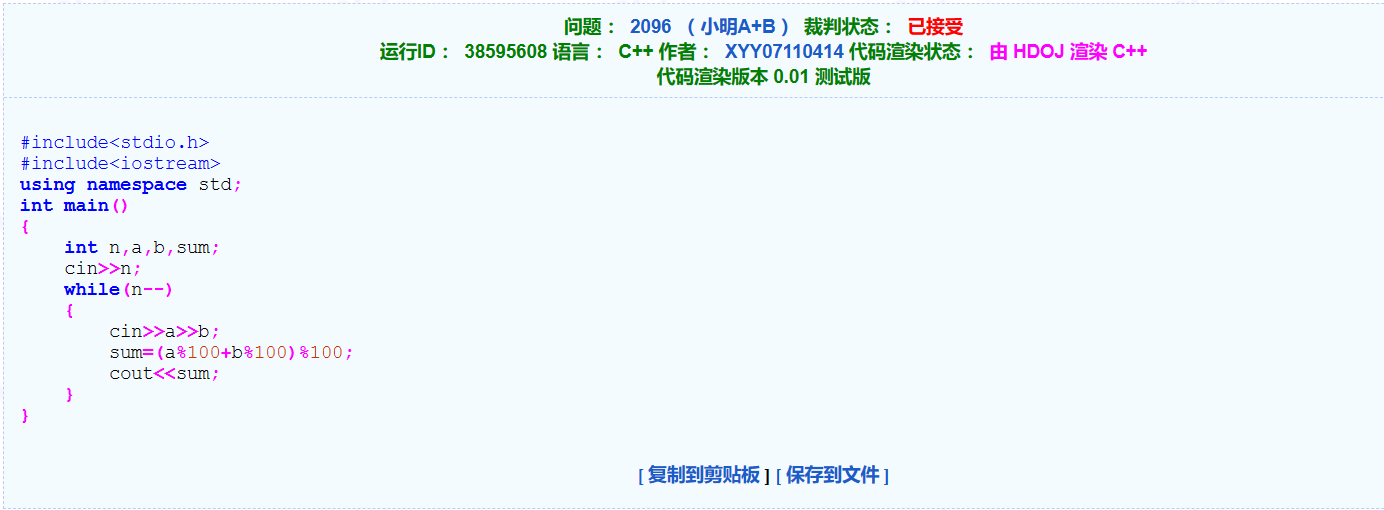 问题： 2096 （ 小明A+B ） 裁判状态： 已接受
运行ID： 38595608 语言： C++ 作者： XYY07110414 代码渲染状态： 由 HDOJ 渲染 C++
代码渲染版本 0.01 测试版
#include<stdio.h>
#include<iostream>
using namespace std;
int main()
{
    int n,a,b,sum;
    cin>>n;
    while(n--)
    {
        cin>>a>>b;
        sum=(a%100+b%100)%100;
        cout<<sum;
    }
}
[ 复制到剪贴板 ] [ 保存到文件 ]